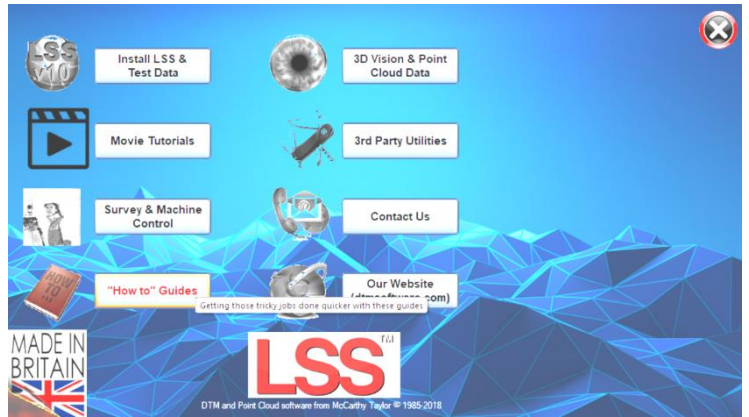 LSS
v10
Install LSS &
Test Data
3D Vision & Point
Cloud Data
Movie Tutorials
3rd Party Utilities
Survey & Machine
Control
@
Contact Us
HOW
TO
...
"How to" Guides
Our Website
(dtmsoftware.com)
Getting those tricky jobs done quicker with these guides
MADE IN
BRITAIN
LSS™
DTM and Point Cloud software from McCarthy Taylor © 1985-2018